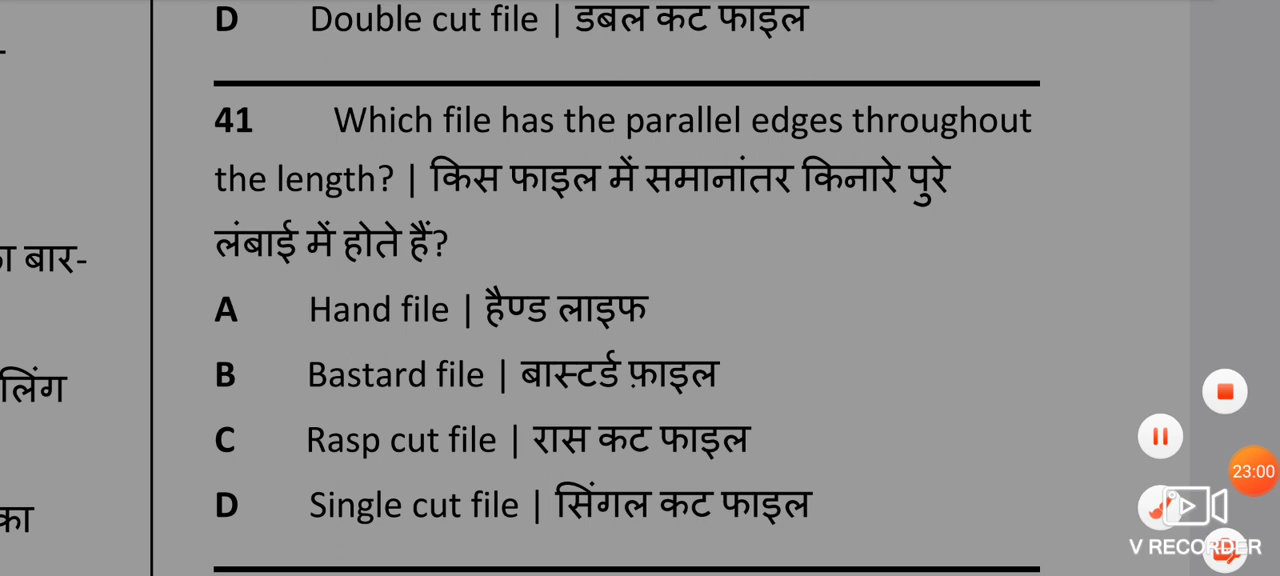 D Double cut file | डबल कट फाइल
41 Which file has the parallel edges throughout
the length? | किस फाइल में समानांतर किनारे पुरे
लंबाई में होते हैं?
A Hand file | हैण्ड लाइफ
B Bastard file | बास्टर्ड फ़ाइल
C Rasp cut file | रास कट फाइल
D Single cut file | सिंगल कट फाइल
ा बार-
लिंग
का
23:00
V RECORDER